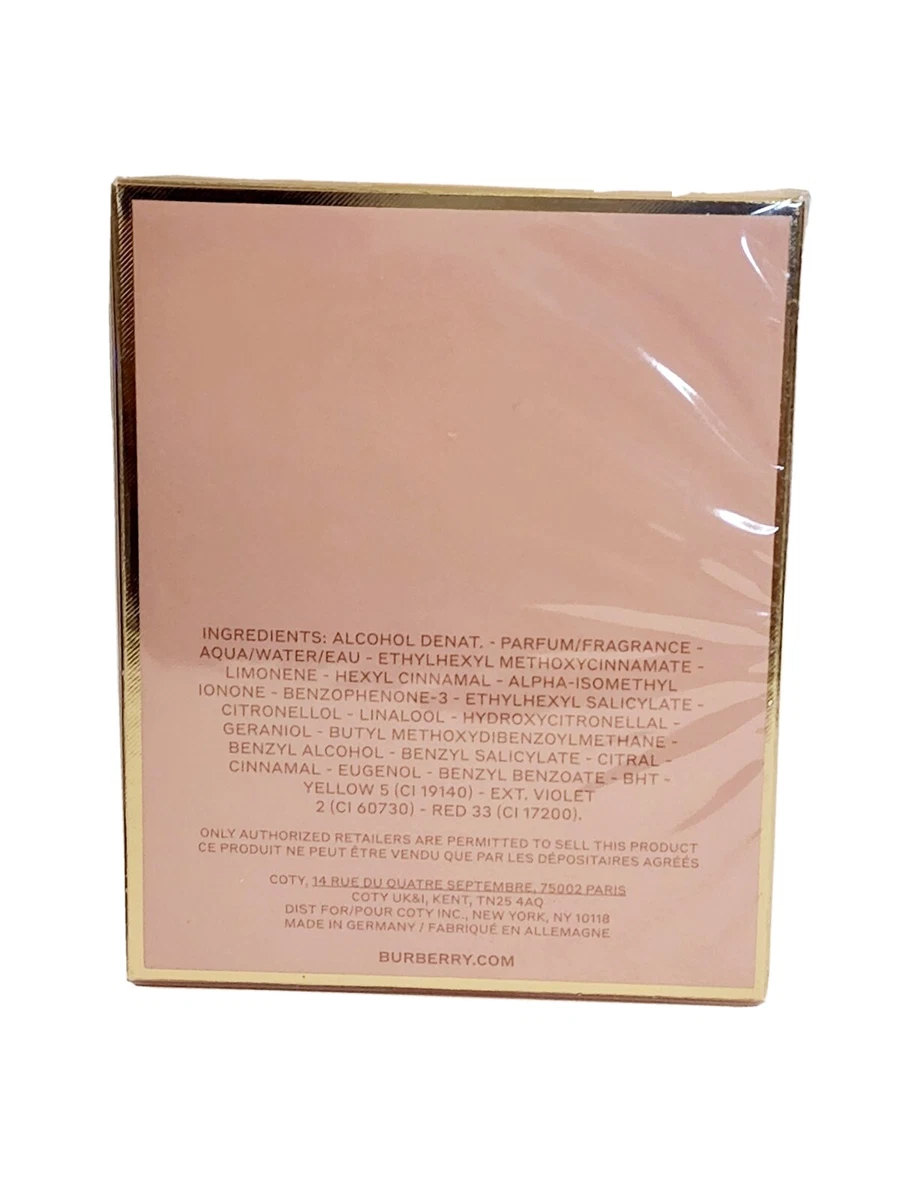 INGREDIENTS: ALCOHOL DENAT. - PARFUM/FRAGRANCE -
AQUA/WATER/EAU - ETHYLHEXYL METHOXYCINNAMATE -
LIMONENE - HEXYL CINNAMAL - ALPHA-ISOMETHYL
IONONE - BENZOPHENONE-3 - ETHYLHEXYL SALICYLATE -
CITRONELLOL - LINALOOL - HYDROXYCITRONELLAL -
GERANIOL - BUTYL METHOXYDIBENZOYLMETHANE -
BENZYL ALCOHOL - BENZYL SALICYLATE - CITRAL -
CINNAMAL - EUGENOL - BENZYL BENZOATE - BHT -
YELLOW 5 (CI 19140) - EXT. VIOLET
2 (CI 60730) - RED 33 (CI 17200).
ONLY AUTHORIZED RETAILERS ARE PERMITTED TO SELL THIS PRODUCT
CE PRODUIT NE PEUT ÊTRE VENDU QUE PAR LES DÉPOSITAIRES AGRÉÉS
COTY, 14 RUE DU QUATRE SEPTEMBRE, 75002 PARIS
COTY UK&I, KENT, TN25 4AQ
DIST FOR/POUR COTY INC., NEW YORK, NY 10118
MADE IN GERMANY / FABRIQUÉ EN ALLEMAGNE
BURBERRY.COM